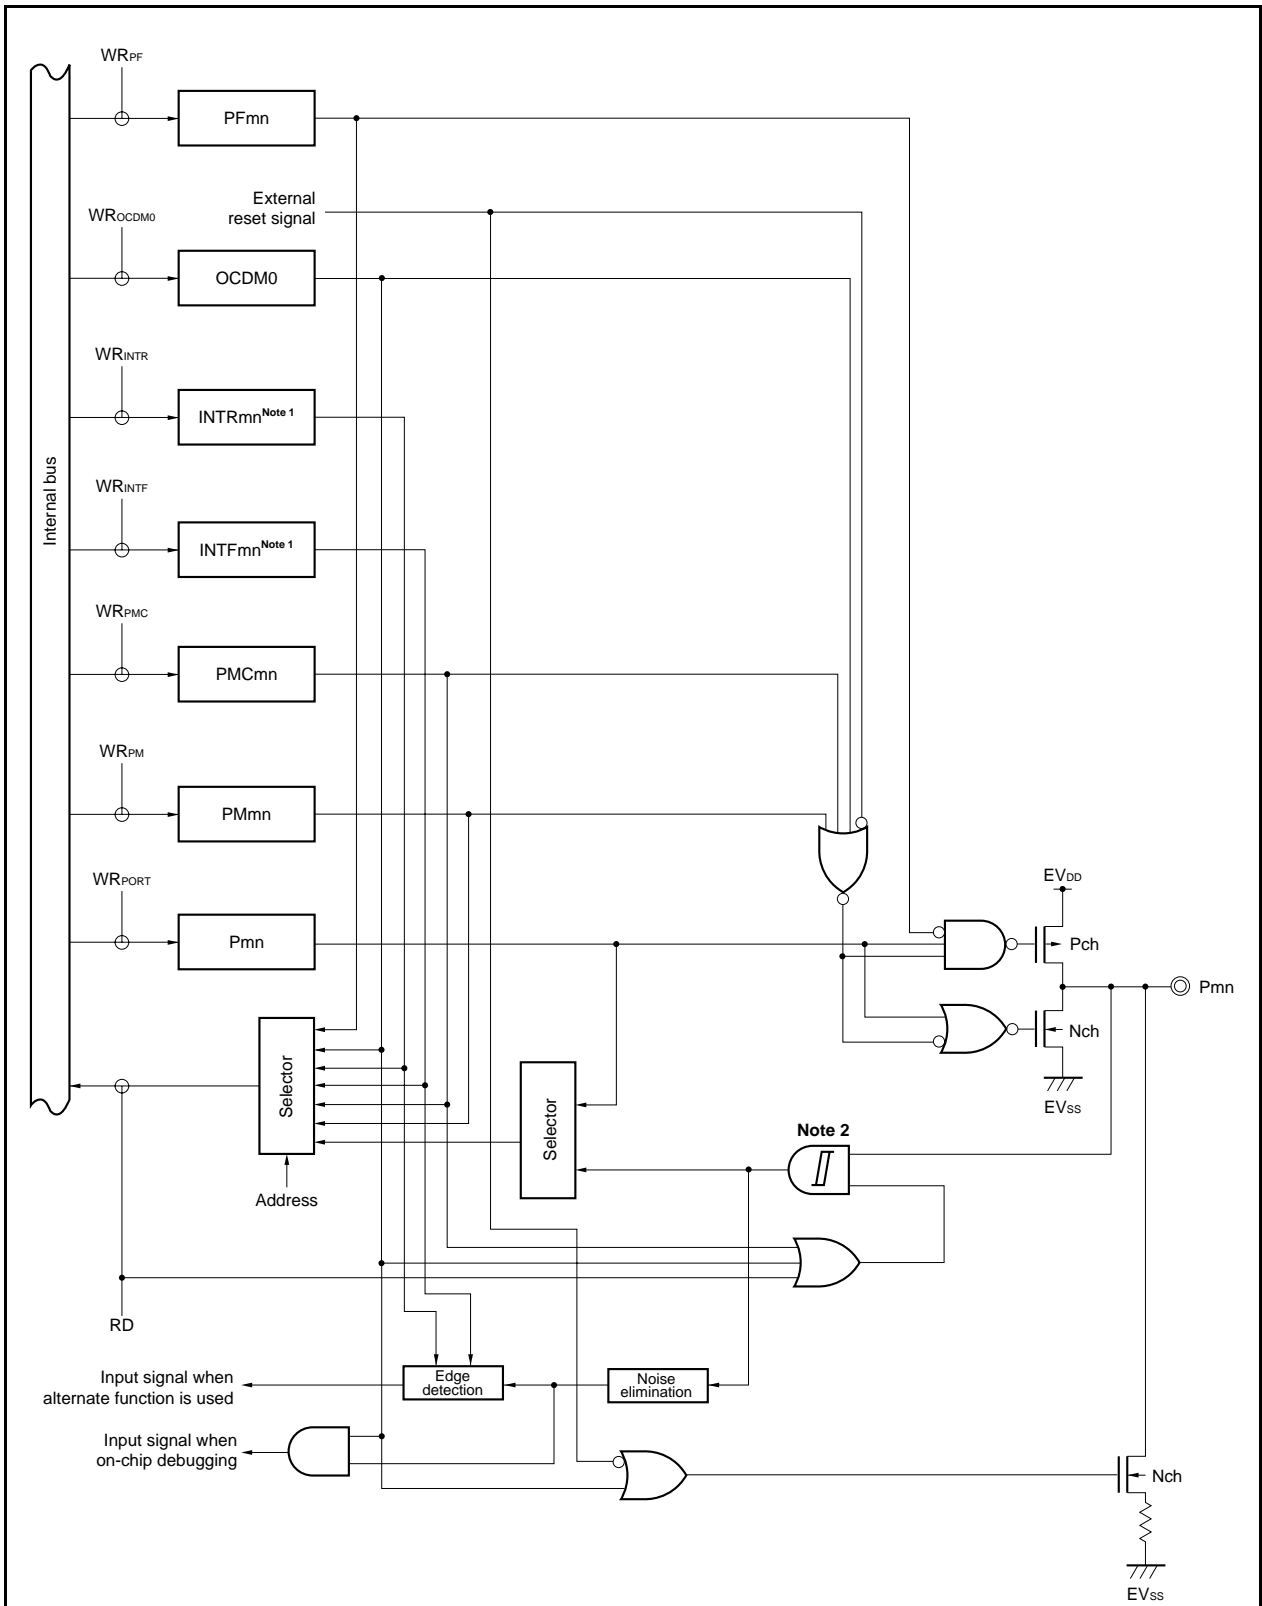 WRPF
PFmn
External
reset signal
WROCDM0
OCDM0
WRINTR
INTRmnNote 1
Internal bus
WRINTF
INTFmnNote 1
WRPMC
PMCmn
WRPM
PMmn
WRPORT
Pmn
EVDD
Pch
Pmn
Nch
EVSS
Selector
Selector
Note 2
Address
RD
Input signal when
alternate function is used
Edge
detection
Noise
elimination
Input signal when
on-chip debugging
Nch
EVSS